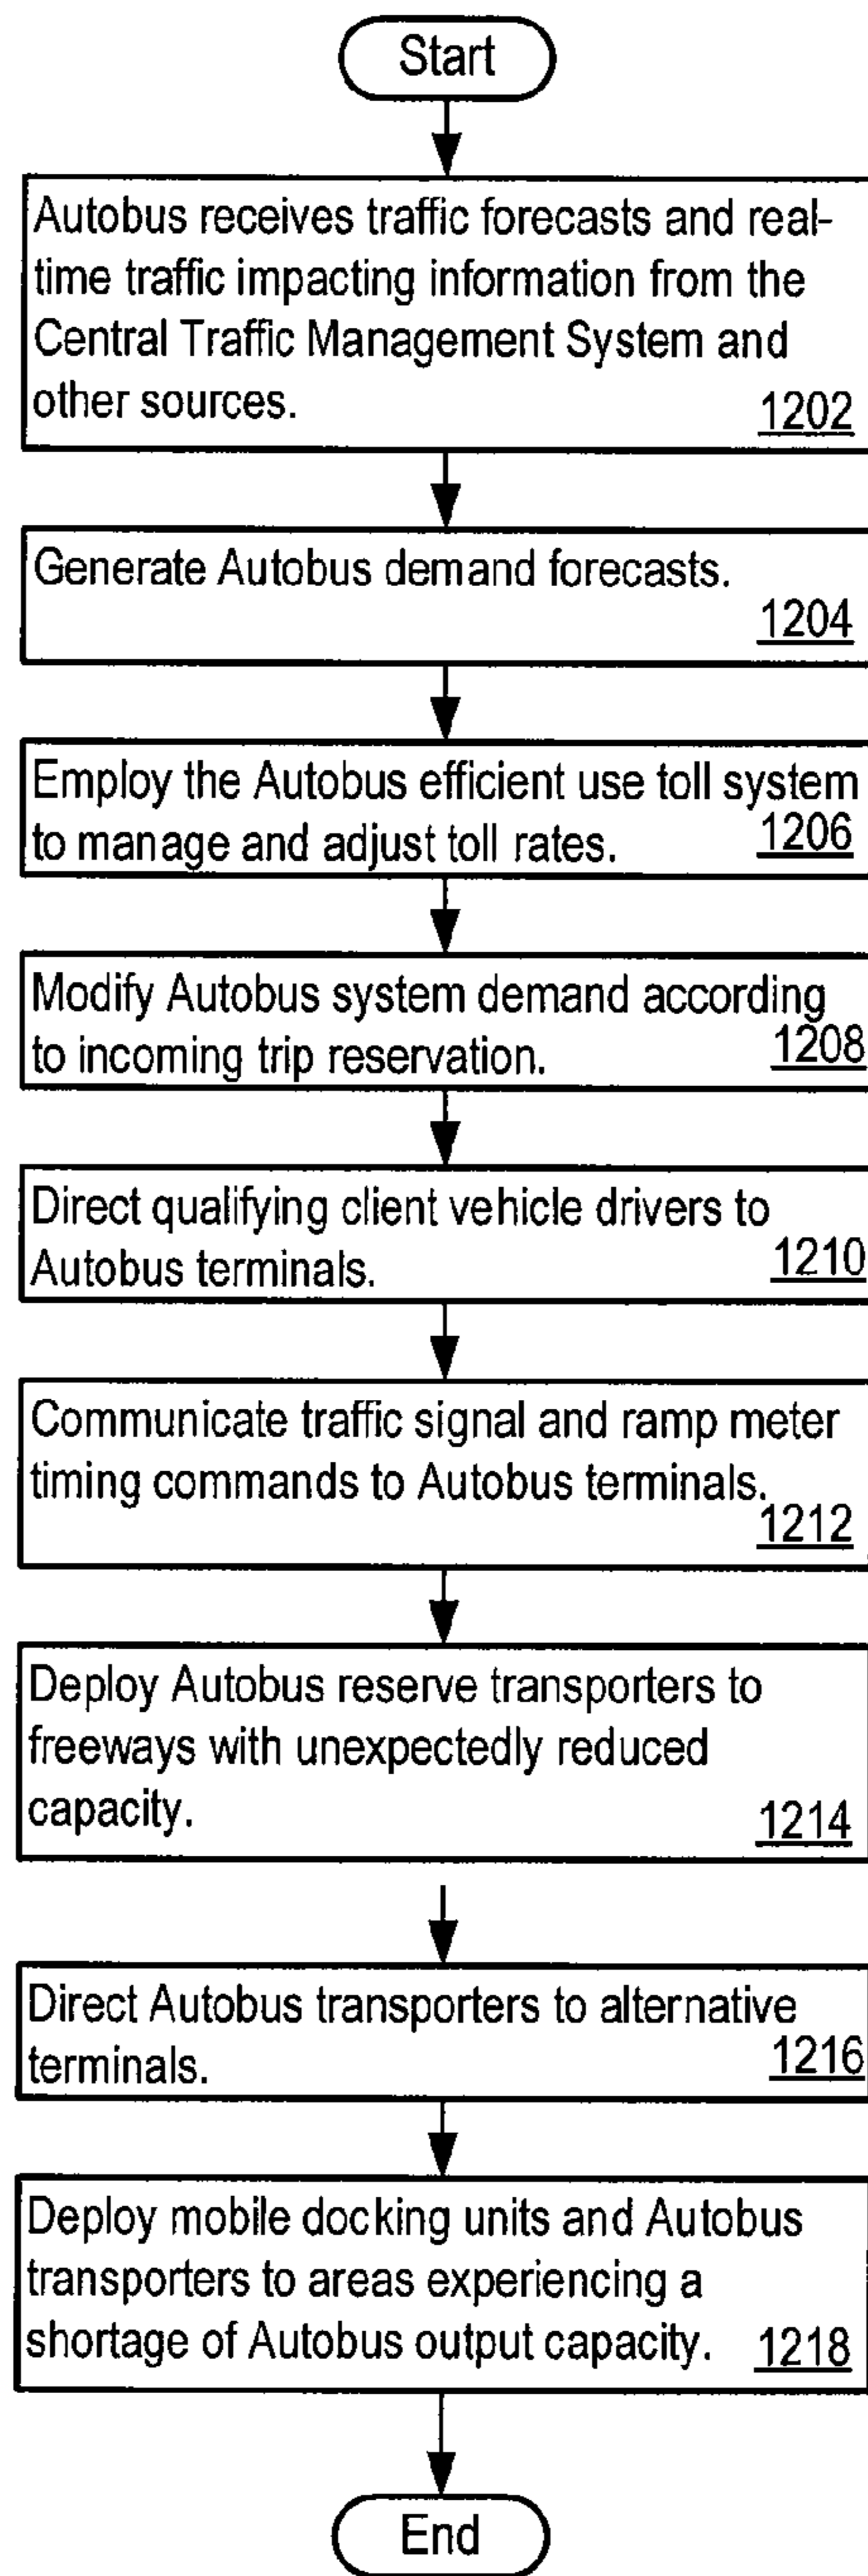 Start
Autobus receives traffic forecasts and real-
time traffic impacting information from the
Central Traffic Management System and
other sources.
1202
Generate Autobus demand forecasts.
1204
Employ the Autobus efficient use toll system
to manage and adjust toll rates.
1206
Modify Autobus system demand according
to incoming trip reservation.
1208
Direct qualifying client vehicle drivers to
Autobus terminals.
1210
Communicate traffic signal and ramp meter
timing commands to Autobus terminals.
1212
Deploy Autobus reserve transporters to
freeways with unexpectedly reduced
capacity.
1214
Direct Autobus transporters to alternative
terminals.
1216
Deploy mobile docking units and Autobus
transporters to areas experiencing a
shortage of Autobus output capacity.
1218
End